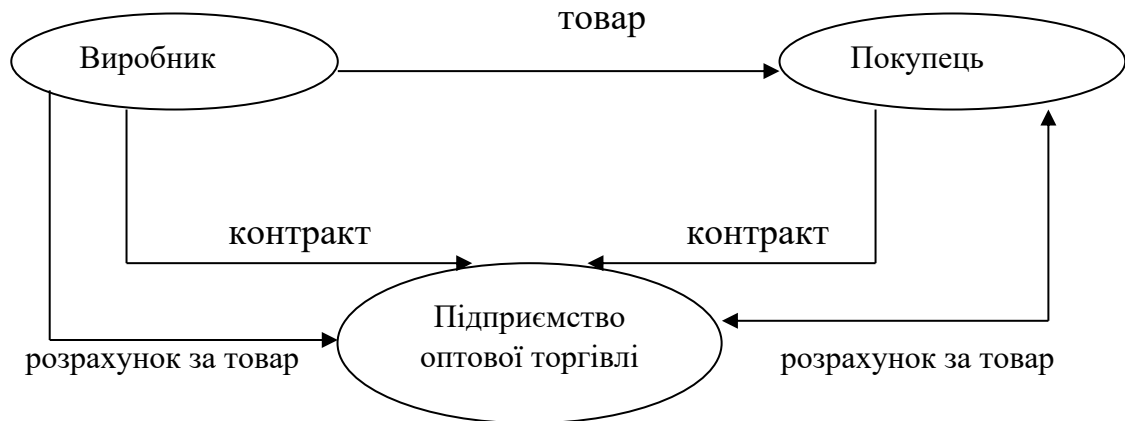 товар
Виробник
Покупець
контракт
контракт
Підприємство
оптової торгівлі
розрахунок за товар
розрахунок за товар